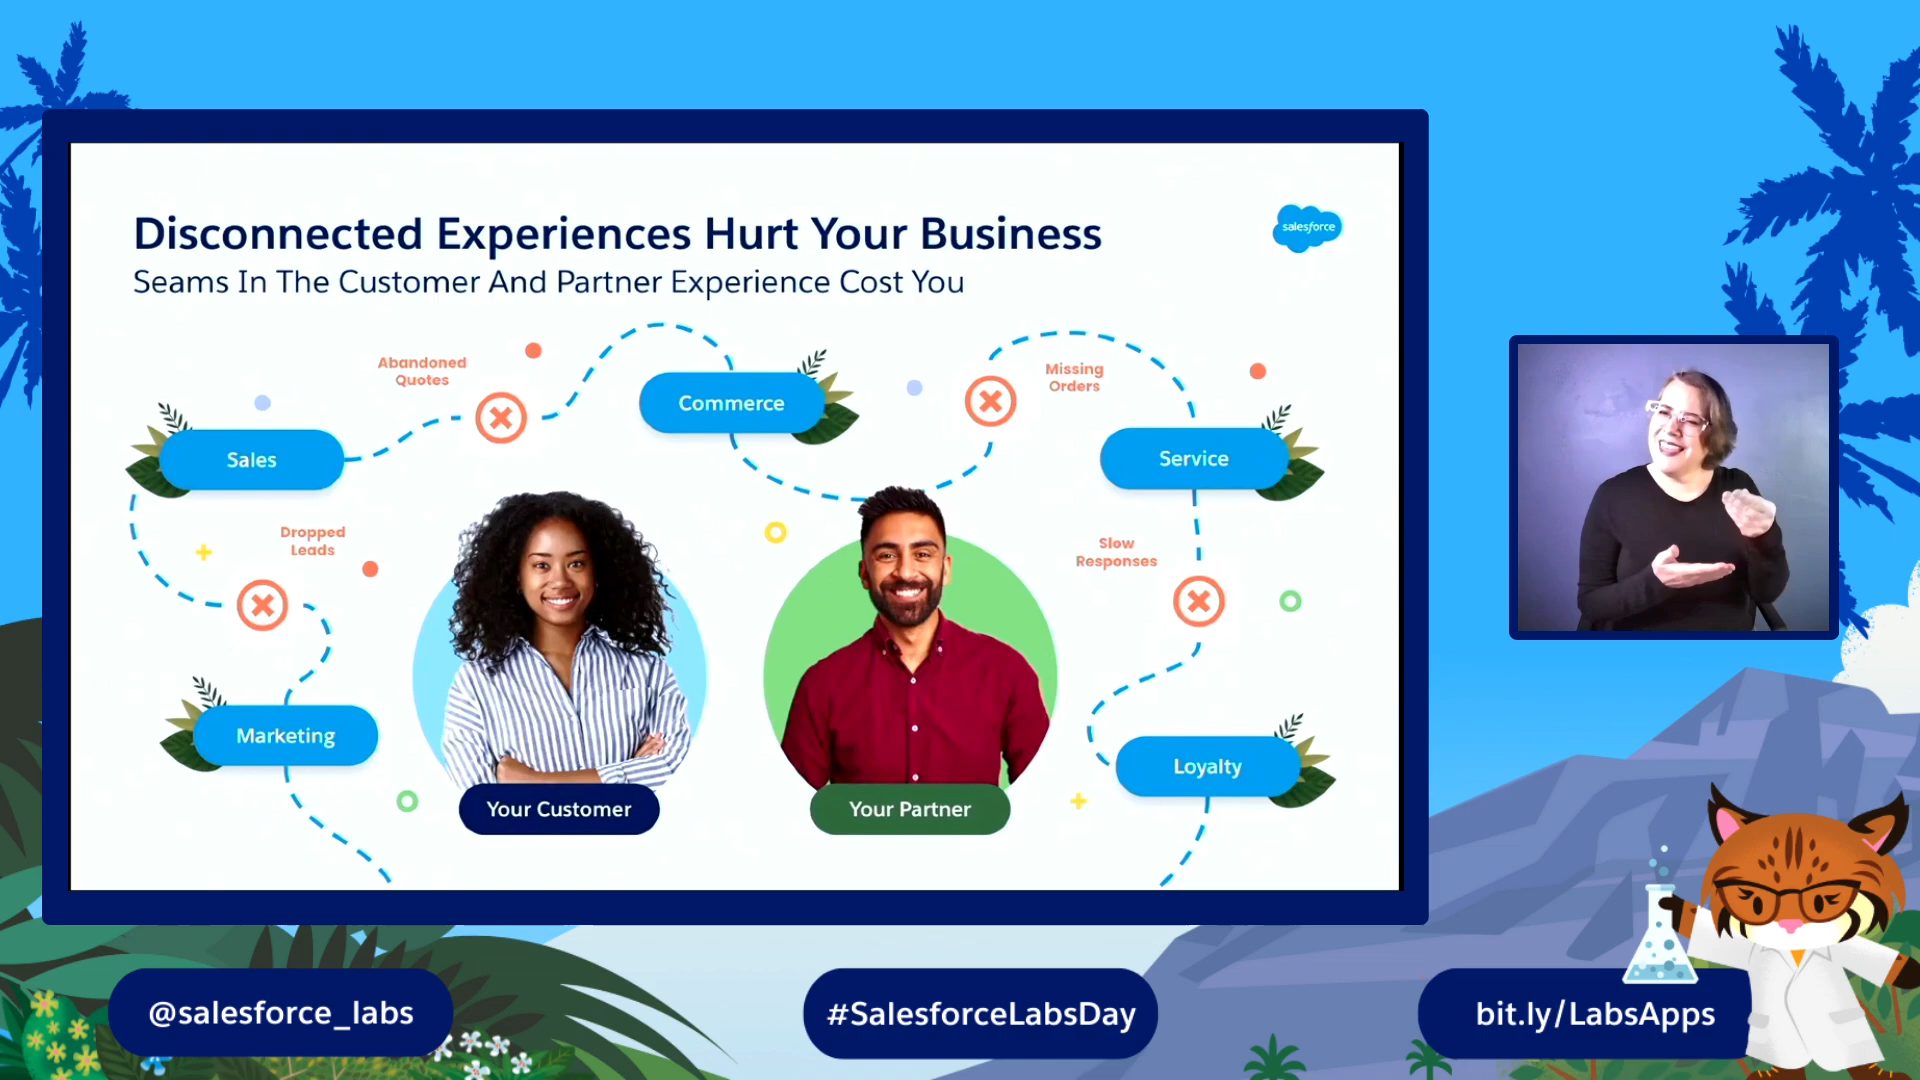 Disconnected Experiences Hurt Your Business
Seams In The Customer And Partner Experience Cost You
salesforce
Abandoned
Quotes
Commerce
Missing
Orders
Sales
Service
Dropped
Leads
Slow
Responses
Marketing
Loyalty
Your Customer
Your Partner
@salesforce_labs
#SalesforceLabsDay
bit.ly/LabsApps